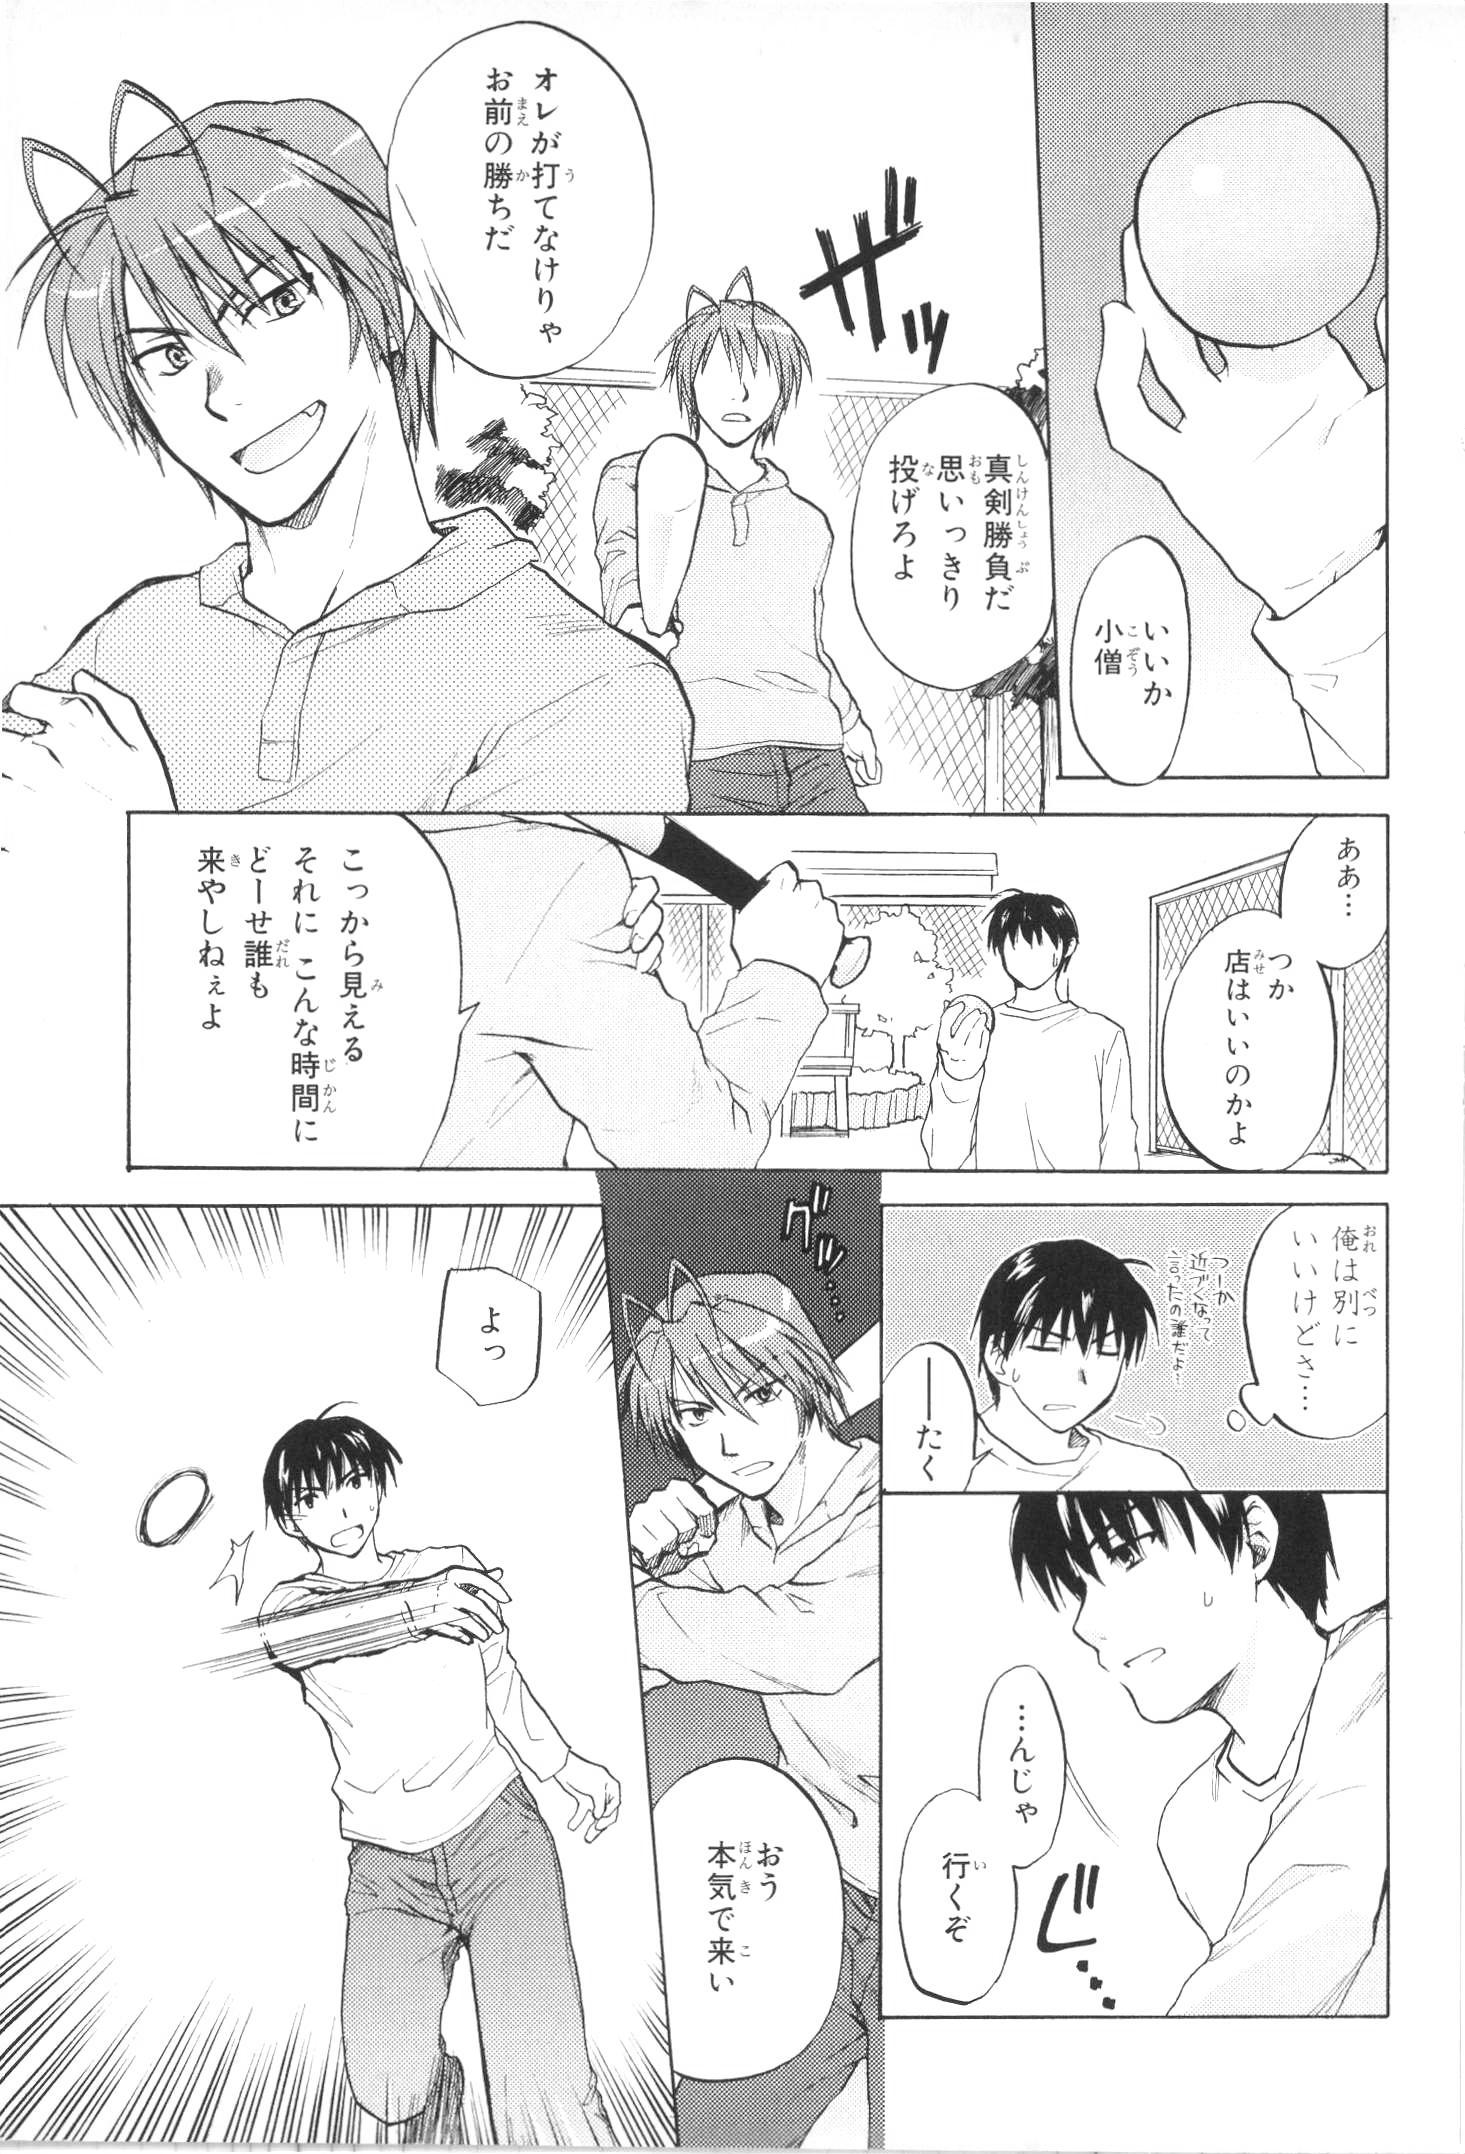 いいか
小僧
ザッ
真剣勝負だ
思いっきり
投げろよ
オレが打てなけりゃ
お前の勝ちだ
ああ…
つか
店はいいのかよ
こっから見える
それに こんな時間に
どーせ誰も
来やしねぇよ
俺は別に
いいけどさ…
つーか
近づくなって
言ったの誰だよ…
ーーたく
…んじゃ
行くぞ
じ…
グッ…
おう
本気で来い
よっ